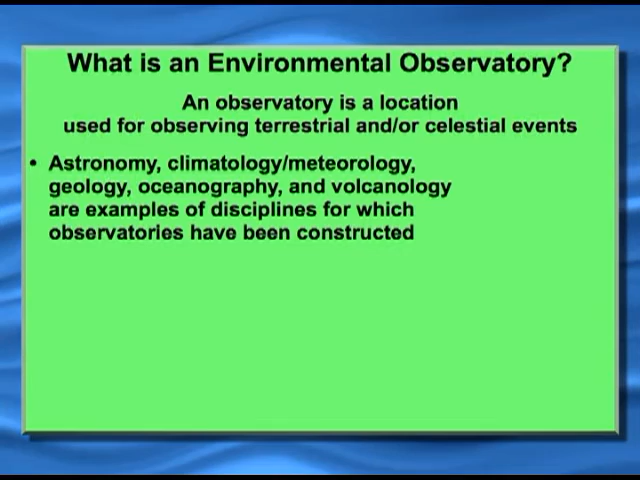 What is an Environmental Observatory?
An observatory is a location
used for observing terrestrial and/or celestial events
• Astronomy, climatology/meteorology,
geology, oceanography, and volcanology
are examples of disciplines for which
observatories have been constructed